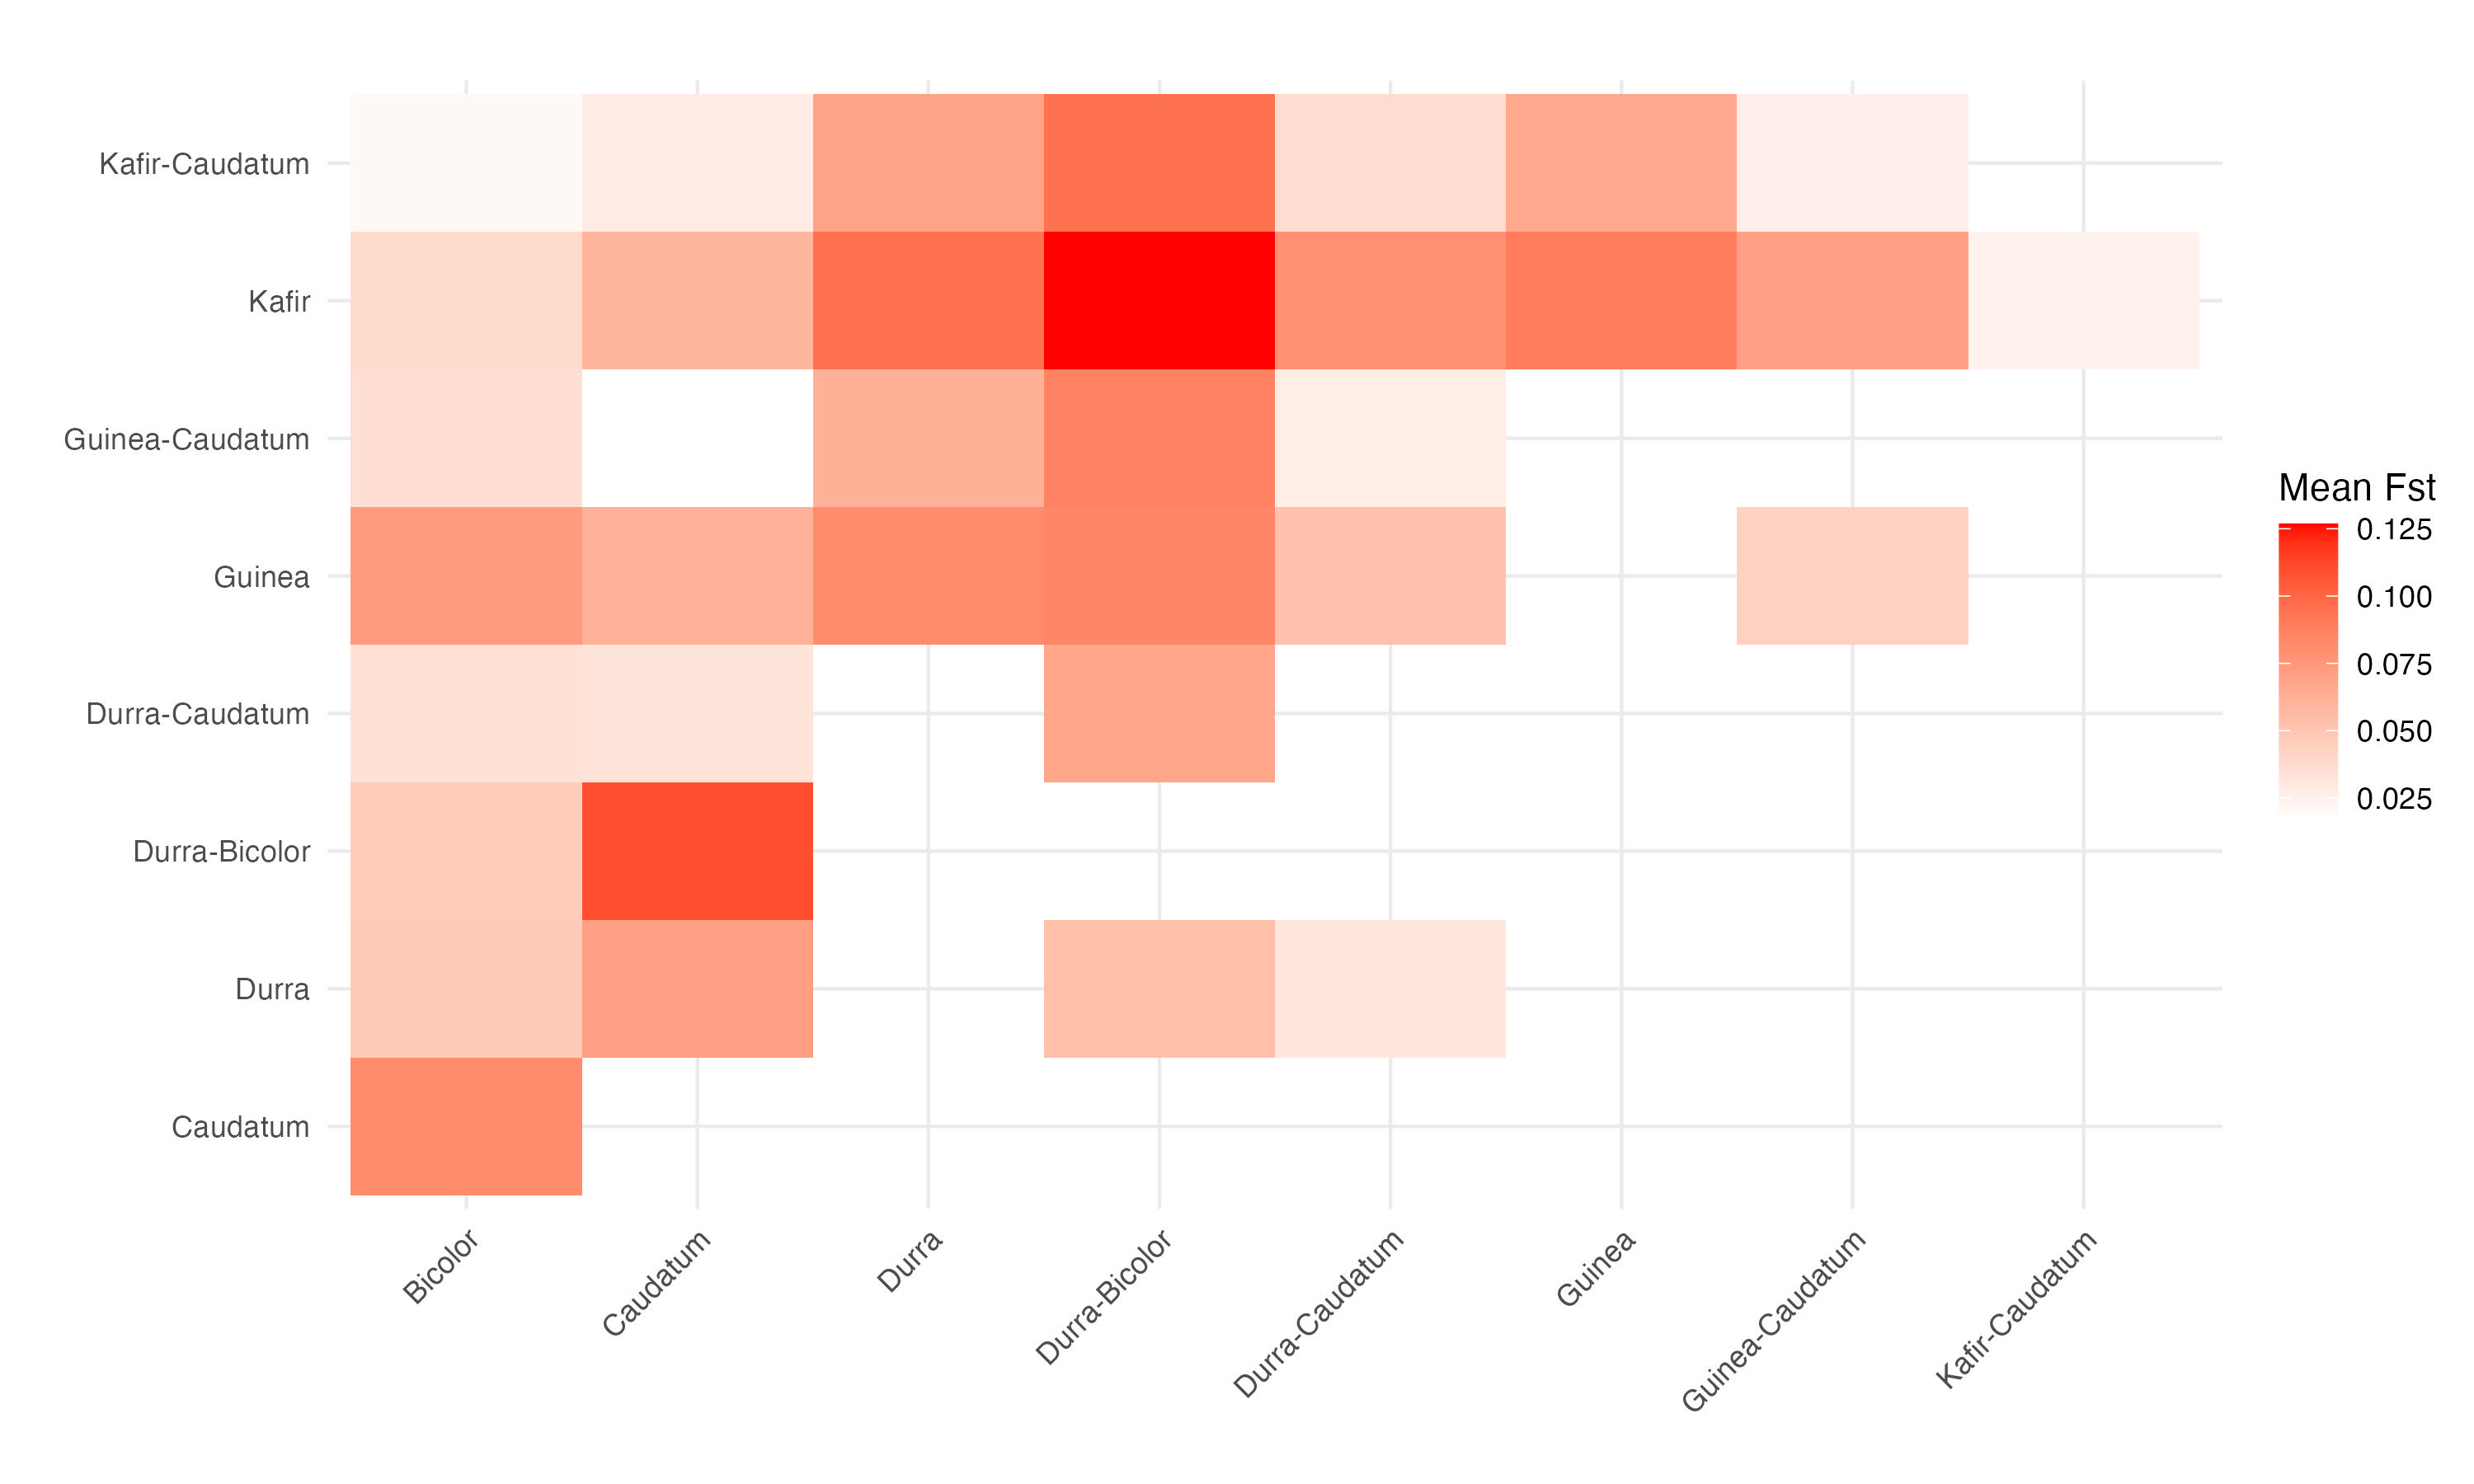 Kafir-Caudatum
Kafir
Guinea-Caudatum
Guinea
Durra-Caudatum
Durra-Bicolor
Durra
Caudatum
Bicolor
Caudatum
Durra
Durra-Bicolor
Durra-Caudatum
Guinea
Guinea-Caudatum
Kafir-Caudatum
Mean Fst
0.125
0.100
0.075
0.050
0.025